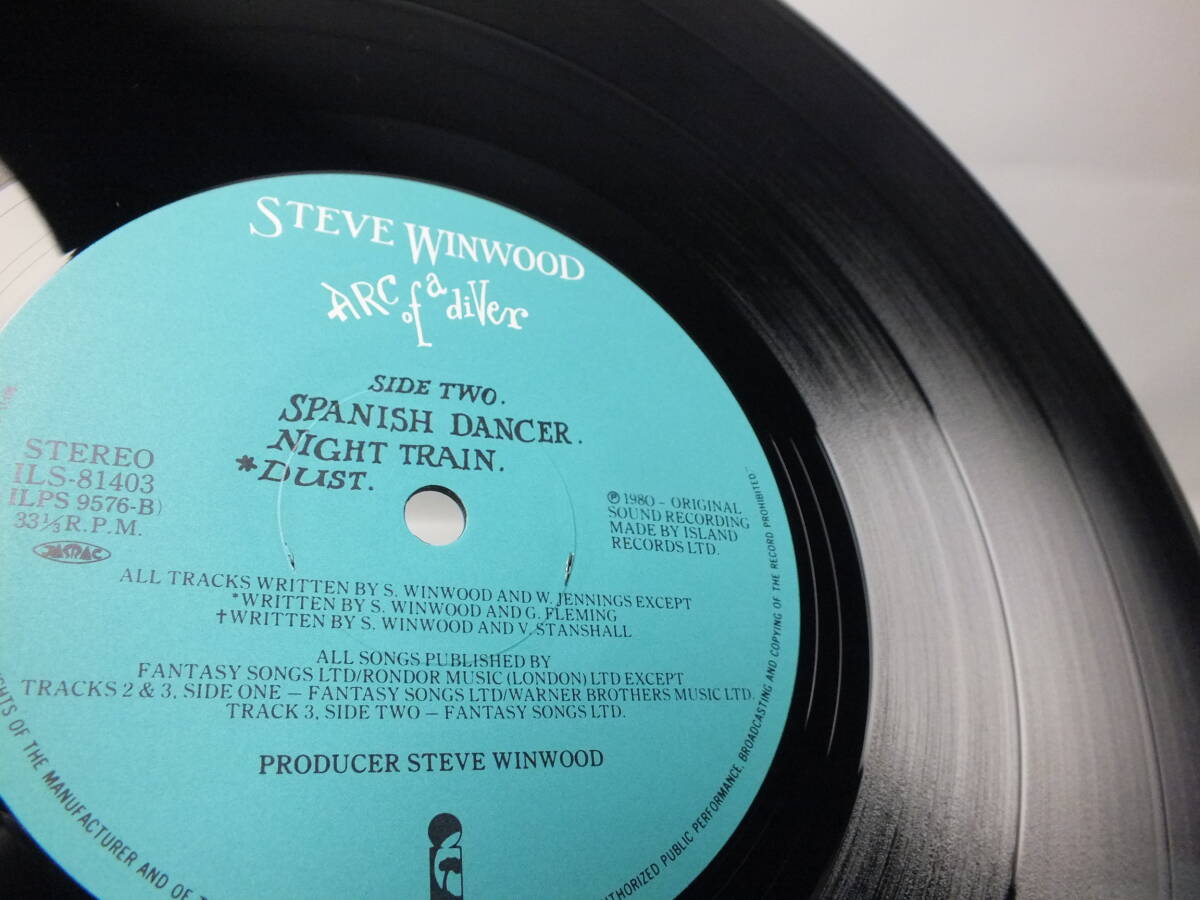 STEVE WINWOOD
ARC of a diver
SIDE TWO.
SPANISH DANCER.
NIGHT TRAIN.
*DUST.
STEREO
ILS-81403
ILPS 9576-B)
33⅓ R.P.M.
JASRAC
℗ 1980 – ORIGINAL
SOUND RECORDING
MADE BY ISLAND
RECORDS LTD.
ALL TRACKS WRITTEN BY S. WINWOOD AND W. JENNINGS EXCEPT
*WRITTEN BY S. WINWOOD AND G. FLEMING
†WRITTEN BY S. WINWOOD AND V. STANSHALL
ALL SONGS PUBLISHED BY
FANTASY SONGS LTD/RONDOR MUSIC (LONDON) LTD EXCEPT
TRACKS 2 & 3, SIDE ONE – FANTASY SONGS LTD/WARNER BROTHERS MUSIC LTD.
TRACK 3, SIDE TWO – FANTASY SONGS LTD.
PRODUCER STEVE WINWOOD
OF THE MANUFACTURER AND OF
PUBLIC PERFORMANCE, BROADCASTING AND COPYING OF THE RECORD PROHIBITED